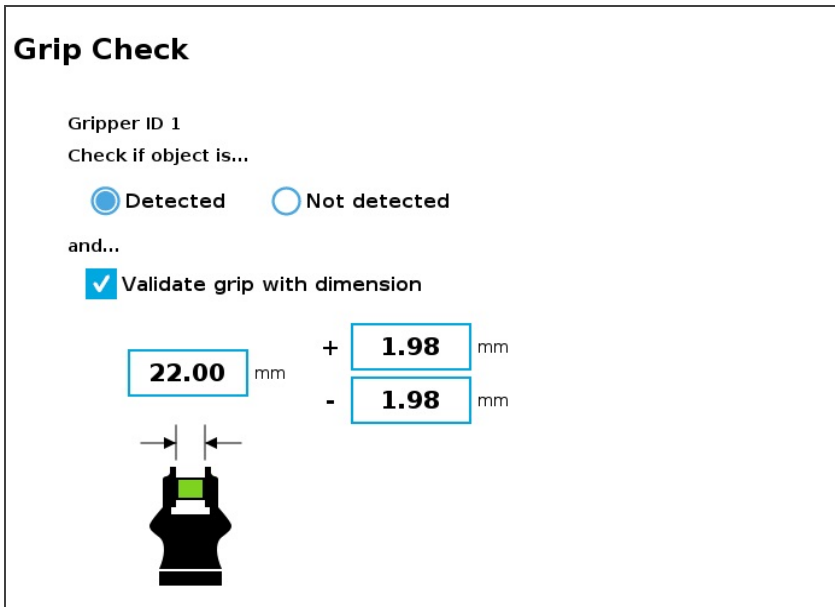 Grip Check
Gripper ID 1
Check if object is...
Detected Not detected
and...
Validate grip with dimension
+ 1.98 mm
22.00 mm
- 1.98 mm